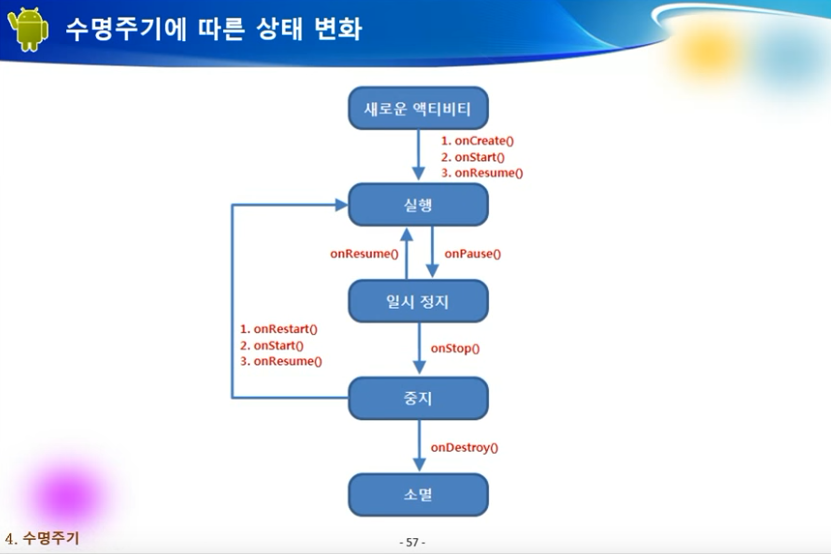 수명주기에 따른 상태 변화
새로운 액티비티
1. onCreate()
2. onStart()
3. onResume()
실행
onResume()
onPause()
일시 정지
1. onRestart()
2. onStart()
3. onResume()
onStop()
중지
onDestroy()
소멸
4. 수명주기
- 57 -